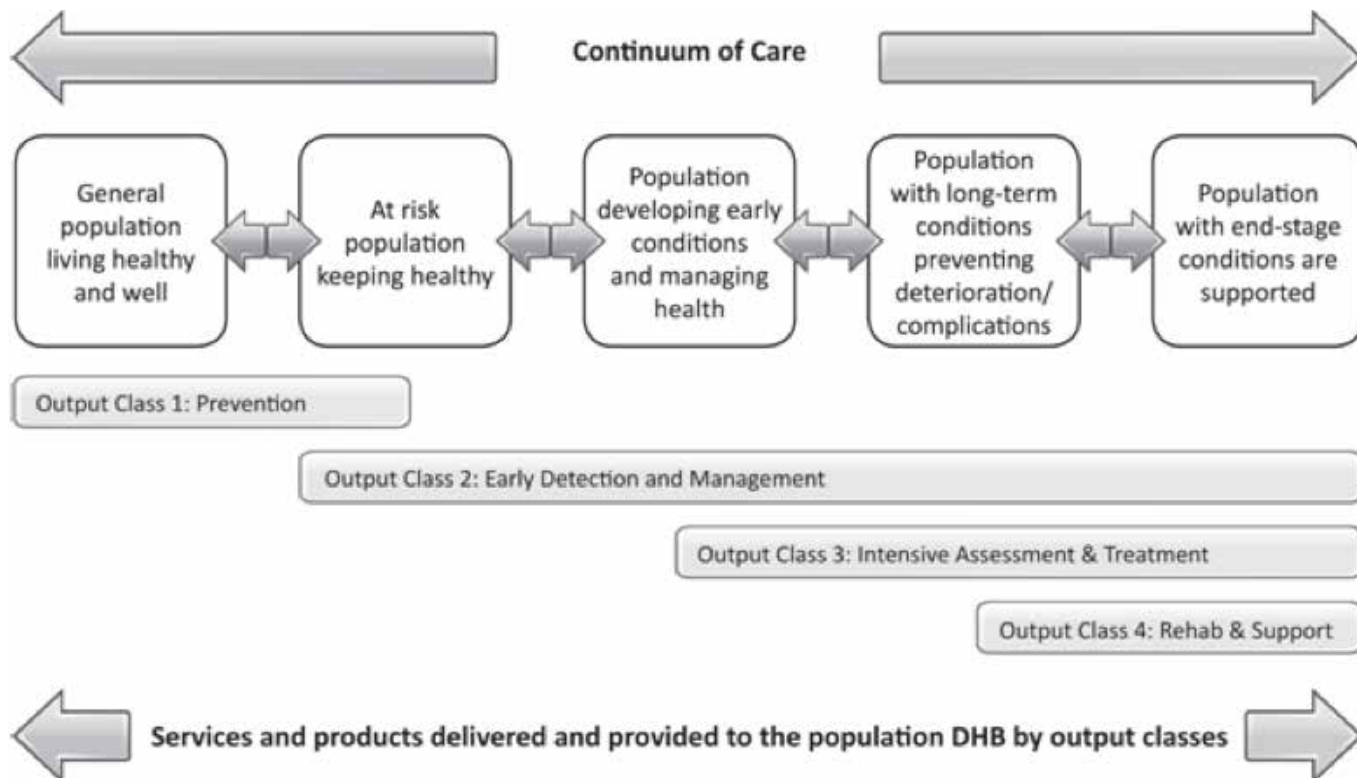 Continuum of Care
General
population
living healthy
and well
At risk
population
keeping healthy
Population
developing early
conditions
and managing
health
Population
with long-term
conditions
preventing
deterioration/
complications
Population
with end-stage
conditions are
supported
Output Class 1: Prevention
Output Class 2: Early Detection and Management
Output Class 3: Intensive Assessment & Treatment
Output Class 4: Rehab & Support
Services and products delivered and provided to the population DHB by output classes